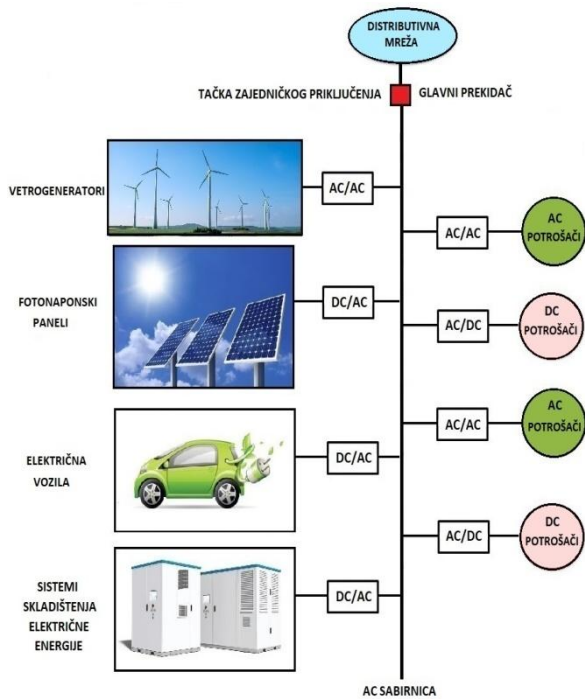 DISTRIBUTIVNA
MREŽA
TAČKA ZAJEDNIČKOG PRIKLJUČENJA
GLAVNI PREKIDAČ
VETROGENERATORI
AC/AC
AC/AC
AC
POTROŠAČI
FOTONAPONSKI
PANELI
DC/AC
AC/DC
DC
POTROŠAČI
AC/AC
AC
POTROŠAČI
ELEKTRIČNA
VOZILA
DC/AC
AC/DC
DC
POTROŠAČI
SISTEMI
SKLADIŠTENJA
ELEKTRIČNE
ENERGIJE
DC/AC
AC SABIRNICA